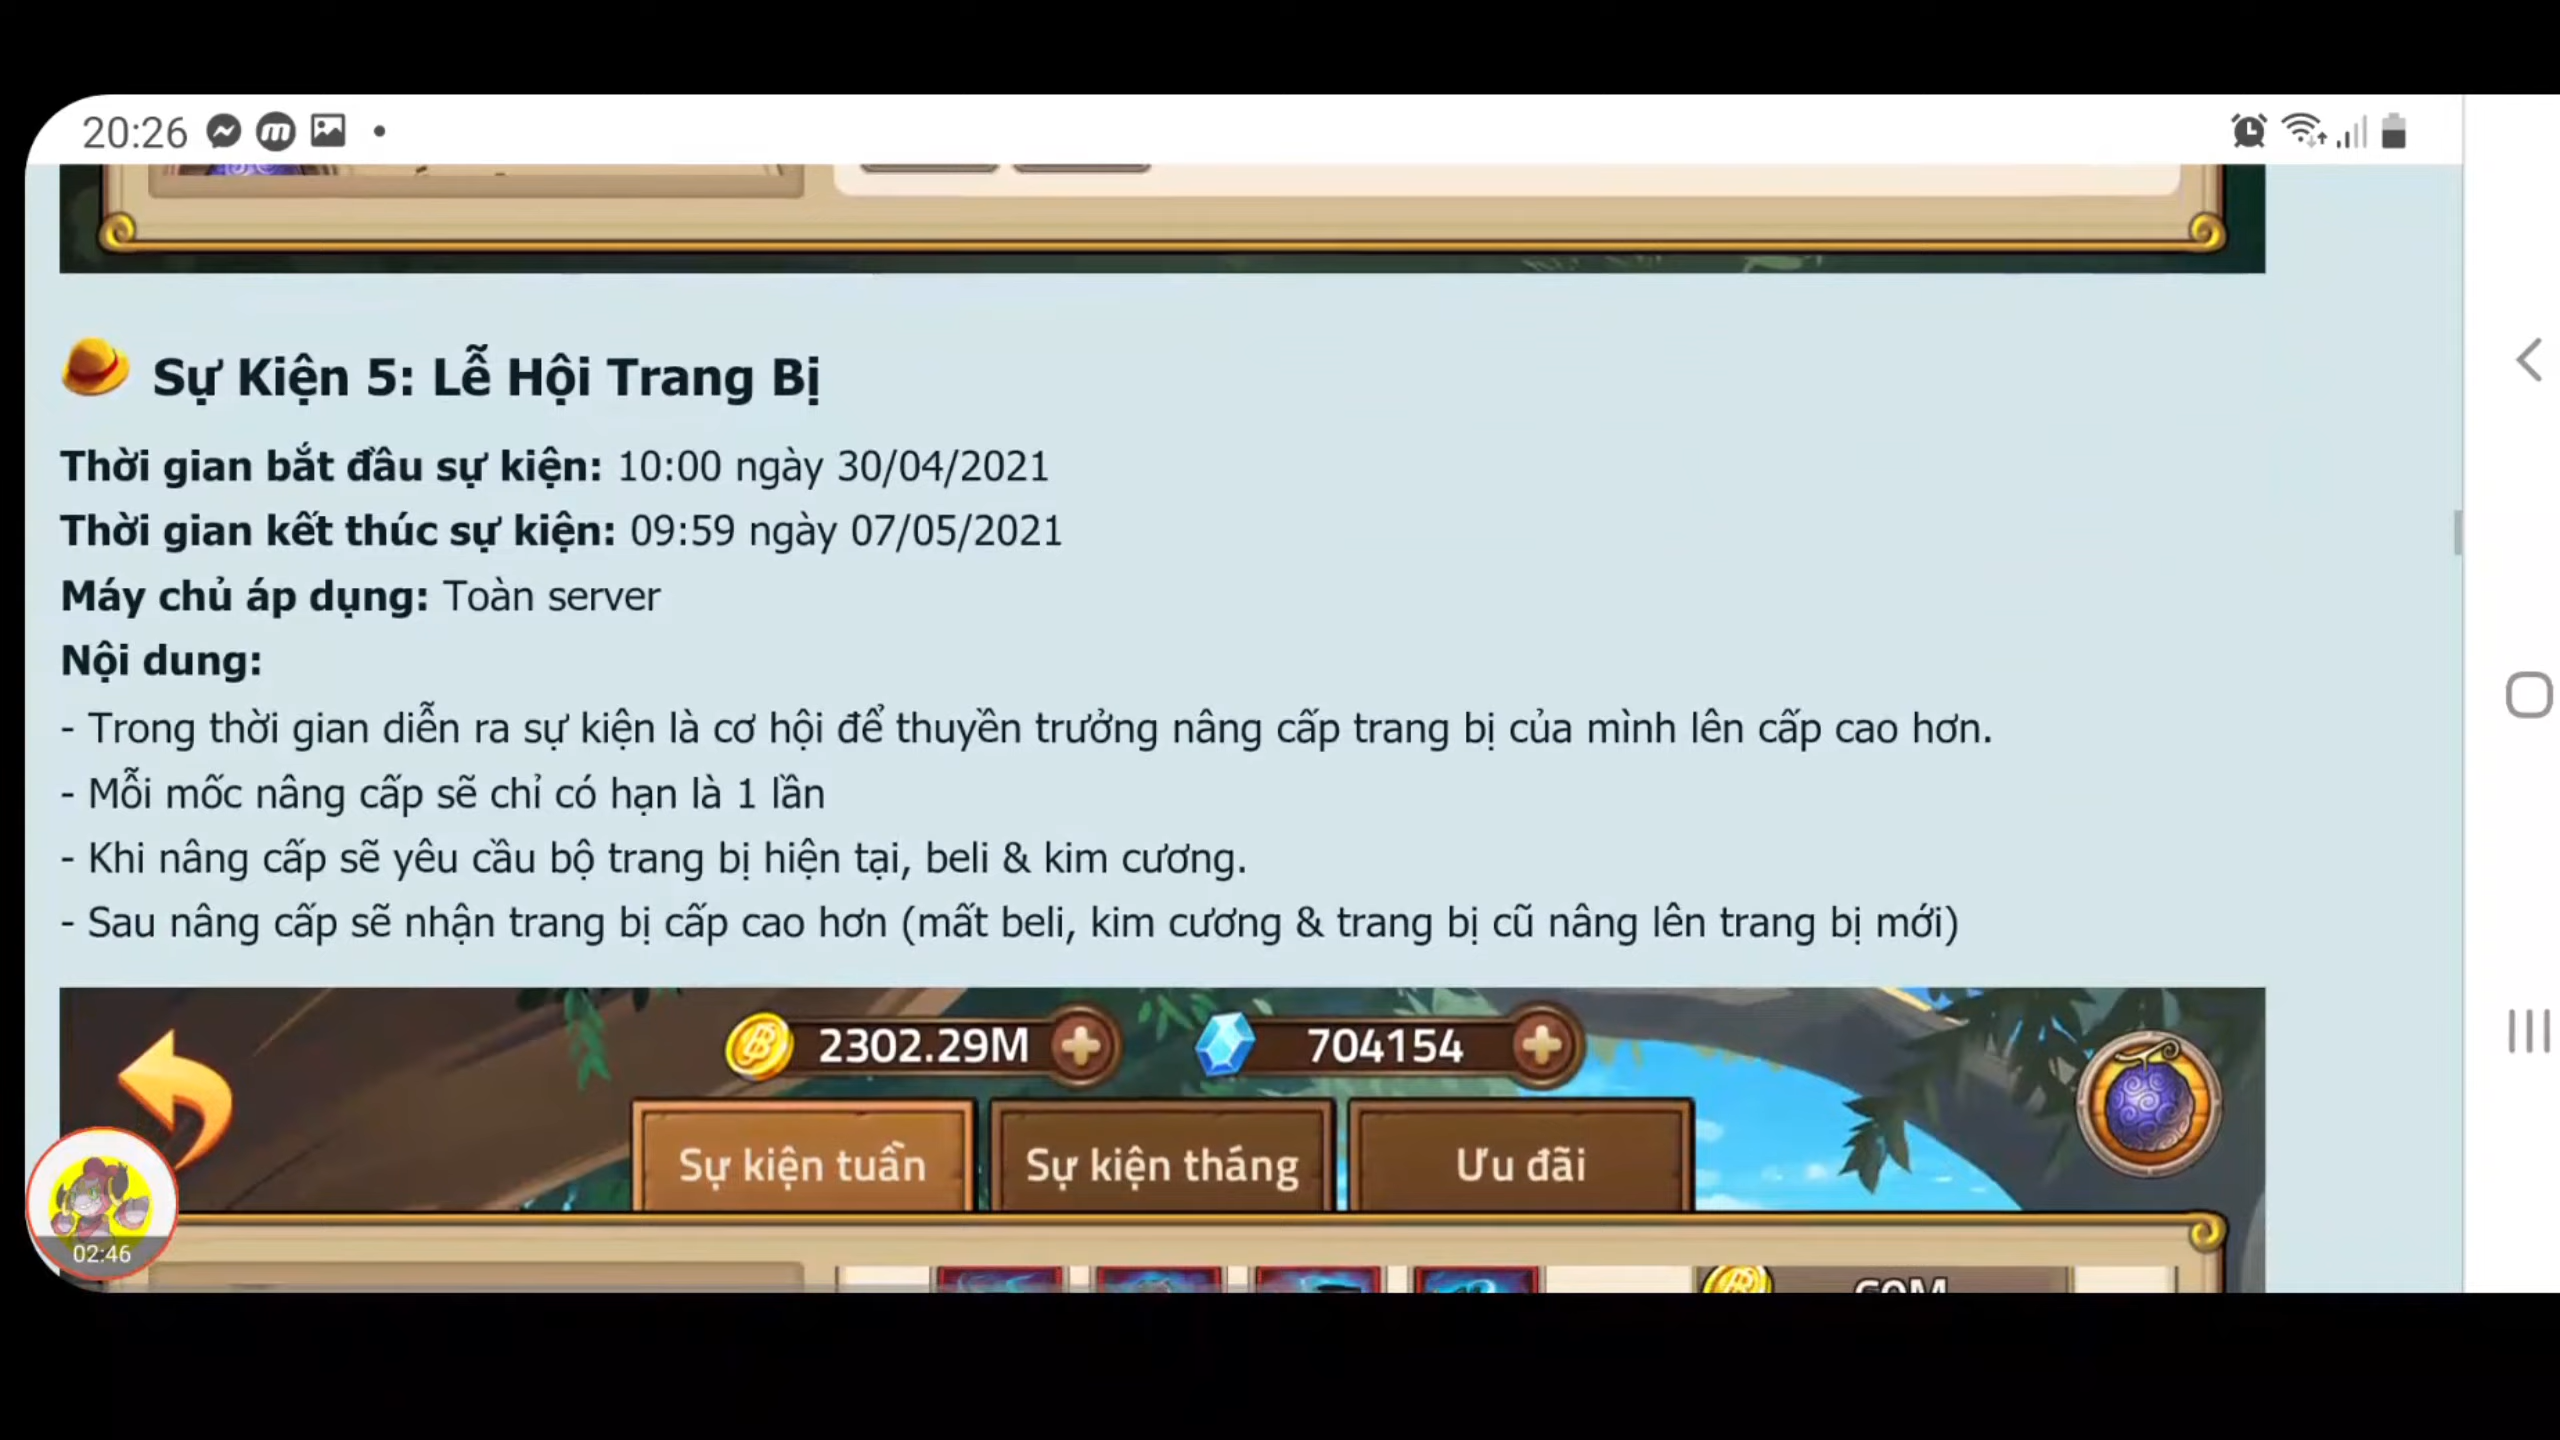 20:26
Sự Kiện 5: Lễ Hội Trang Bị
Thời gian bắt đầu sự kiện: 10:00 ngày 30/04/2021
Thời gian kết thúc sự kiện: 09:59 ngày 07/05/2021
Máy chủ áp dụng: Toàn server
Nội dung:
- Trong thời gian diễn ra sự kiện là cơ hội để thuyền trưởng nâng cấp trang bị của mình lên cấp cao hơn.
- Mỗi mốc nâng cấp sẽ chỉ có hạn là 1 lần
- Khi nâng cấp sẽ yêu cầu bộ trang bị hiện tại, beli & kim cương.
- Sau nâng cấp sẽ nhận trang bị cấp cao hơn (mất beli, kim cương & trang bị cũ nâng lên trang bị mới)
2302.29M 704154
Sự kiện tuần Sự kiện tháng Ưu đãi
02:46